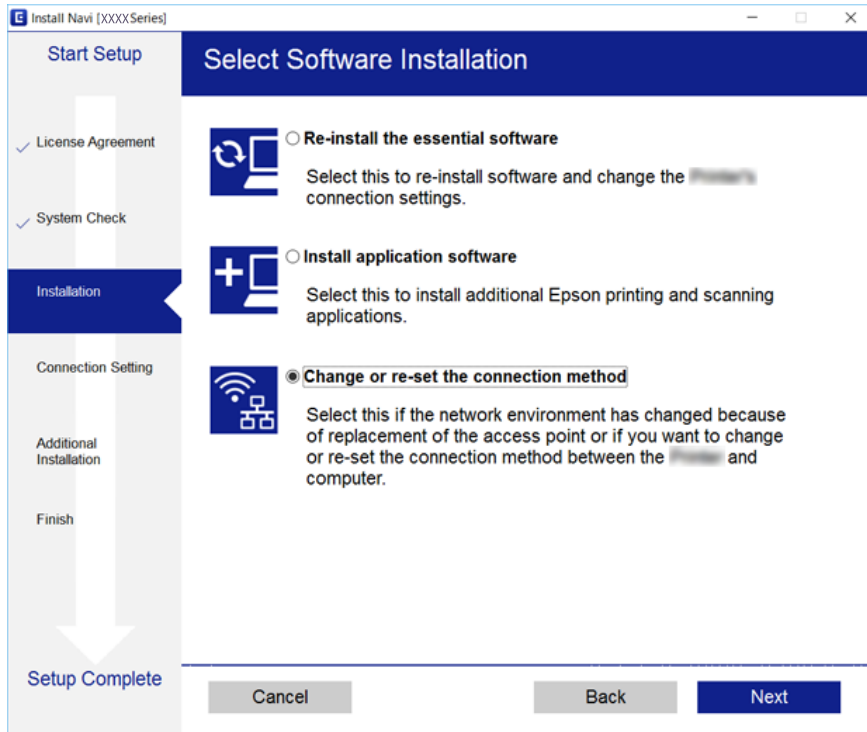 Install Navi [XXXXSeries]
Start Setup
Select Software Installation
License Agreement
System Check
Installation
Connection Setting
Additional
Installation
Finish
Setup Complete
Re-install the essential software
Select this to re-install software and change the
connection settings.
Install application software
Select this to install additional Epson printing and scanning
applications.
Change or re-set the connection method
Select this if the network environment has changed because
of replacement of the access point or if you want to change
or re-set the connection method between the and
computer.
Cancel
Back
Next